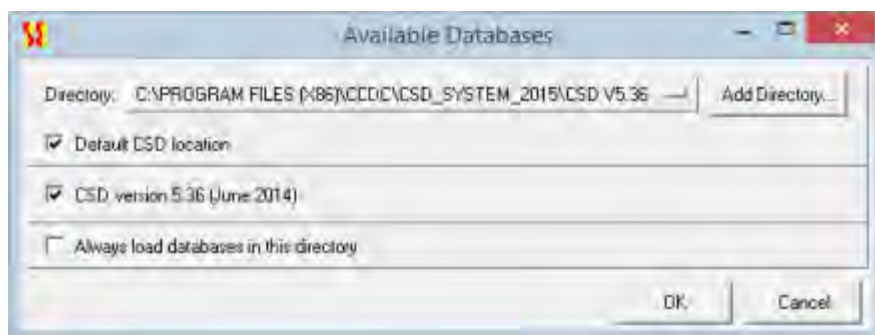 Available Databases
Directory: C:\PROGRAM FILES (X86)\CCDC\CSD_SYSTEM_2015\CSD V5.36 Add Directory...
Default CSD location
CSD version 5.36 (June 2014)
Always load databases in this directory
OK Cancel